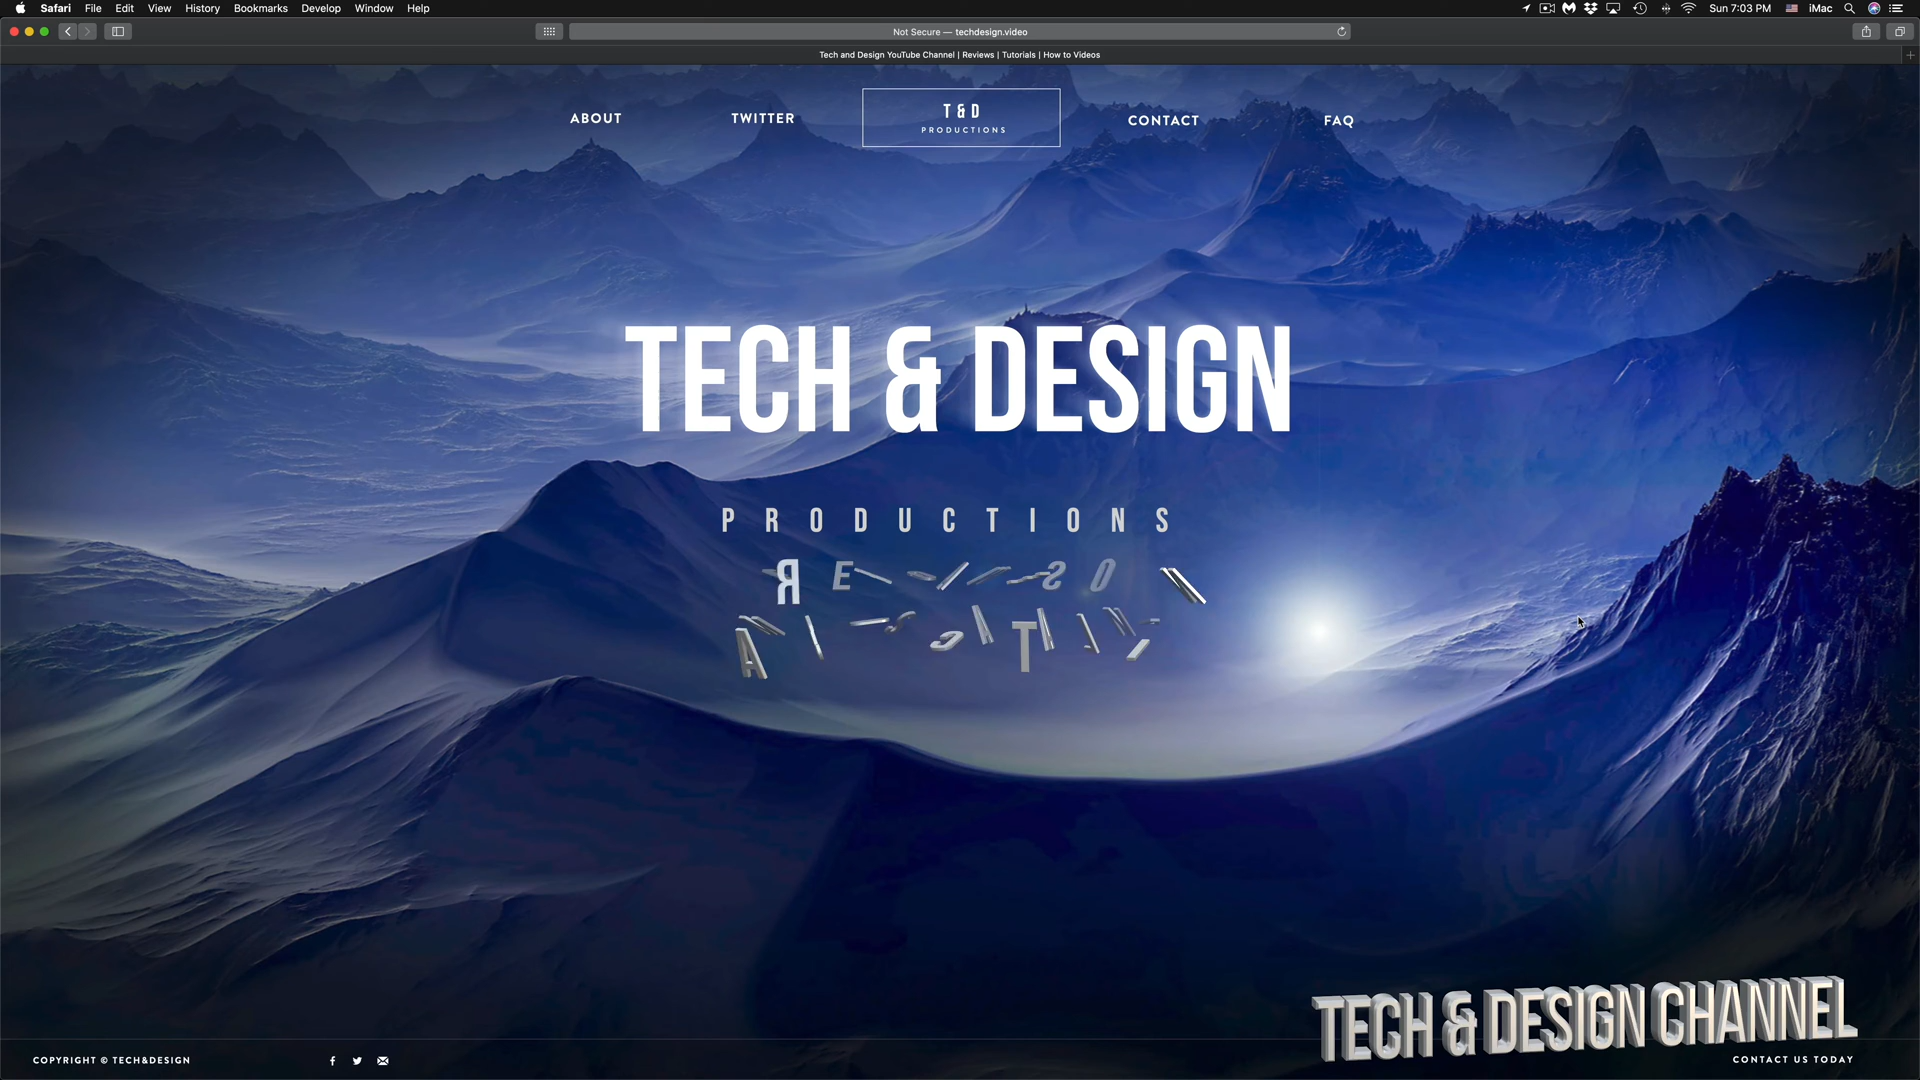 Safari File Edit View History Bookmarks Develop Window Help Sun 7:03 PM iMac
Not Secure — techdesign.video
Tech and Design YouTube Channel | Reviews | Tutorials | How to Videos
ABOUT TWITTER T&D CONTACT FAQ
PRODUCTIONS
TECH & DESIGN
PRODUCTIONS
TECH & DESIGN CHANNEL
COPYRIGHT © TECH&DESIGN
CONTACT US TODAY